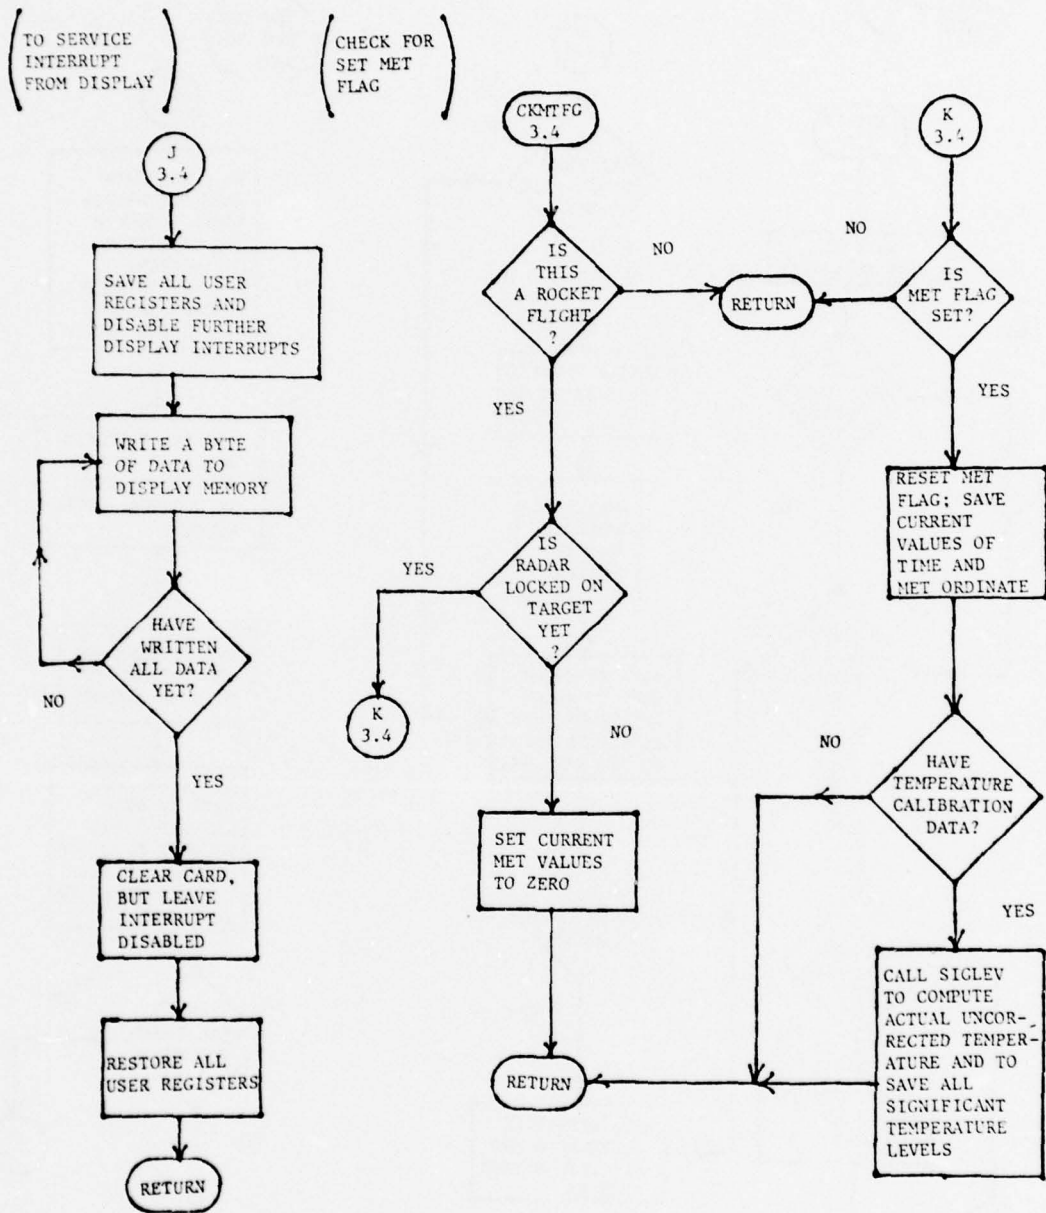 TO SERVICE
INTERRUPT
FROM DISPLAY
CHECK FOR
SET MET
FLAG
J
3.4
SAVE ALL USER
REGISTERS AND
DISABLE FURTHER
DISPLAY INTERRUPTS
WRITE A BYTE
OF DATA TO
DISPLAY MEMORY
HAVE
WRITTEN
ALL DATA
YET?
NO
YES
CLEAR CARD,
BUT LEAVE
INTERRUPT
DISABLED
RESTORE ALL
USER REGISTERS
RETURN
CKMTFG
3.4
IS
THIS
A ROCKET
FLIGHT
?
NO
RETURN
YES
IS
RADAR
LOCKED ON
TARGET
YET
?
YES
K
3.4
NO
SET CURRENT
MET VALUES
TO ZERO
RETURN
K
3.4
NO
IS
MET FLAG
SET?
YES
RESET MET
FLAG; SAVE
CURRENT
VALUES OF
TIME AND
MET ORDINATE
NO
HAVE
TEMPERATURE
CALIBRATION
DATA?
YES
CALL SIGLEV
TO COMPUTE
ACTUAL UNCOR-
RECTED TEMPER-
ATURE AND TO
SAVE ALL
SIGNIFICANT
TEMPERATURE
LEVELS